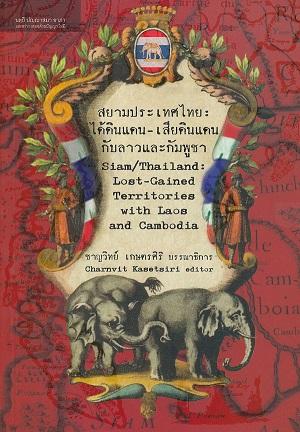 สยามประเทศไทย:
ได้ดินแดน-เสียดินแดน
กับลาวและกัมพูชา
Siam/Thailand:
Lost-Gained
Territories
with Laos
and Cambodia
ชาญวิทย์ เกษตรศิริ บรรณาธิการ
Charnvit Kasetsiri editor